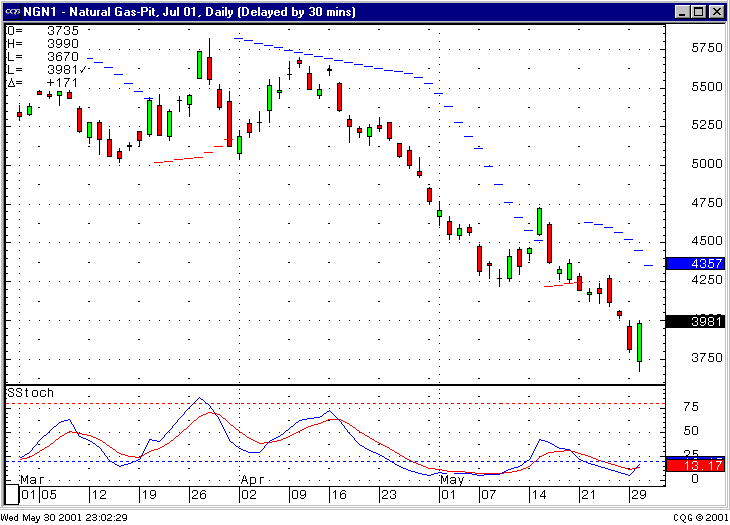 CQG NGN1 - Natural Gas-Pit, Jul 01, Daily (Delayed by 30 mins)
O= 3735
H= 3990
L= 3670
L= 3981✓
Δ= +171
5750
5500
5250
5000
4750
4500
4357
4250
3981
3750
SStoch
75
50
13.17
0
Mar Apr May
01 05 12 19 26 02 09 16 23 01 07 14 21 29
Wed May 30 2001 23:02:29
CQG © 2001